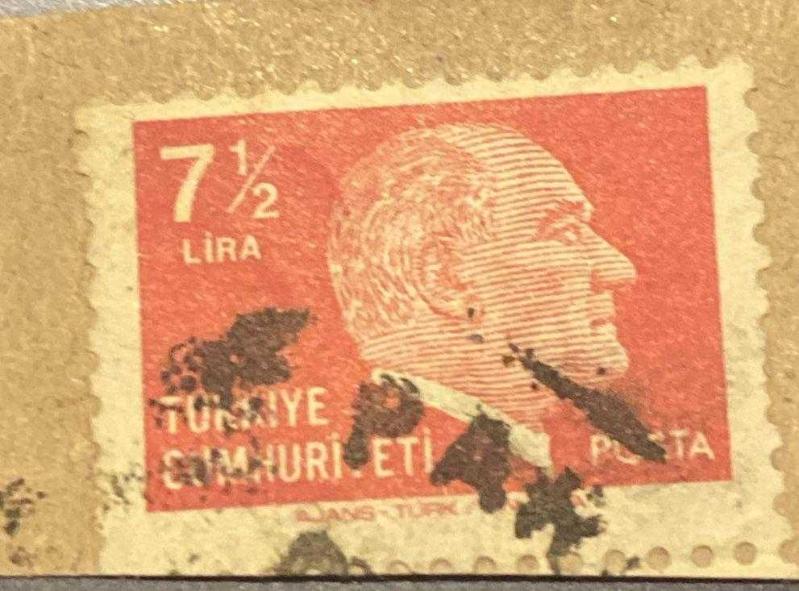 7 ½
LİRA
TÜRKİYE
CUMHURİYETİ
POSTA
AJANS-TÜRK